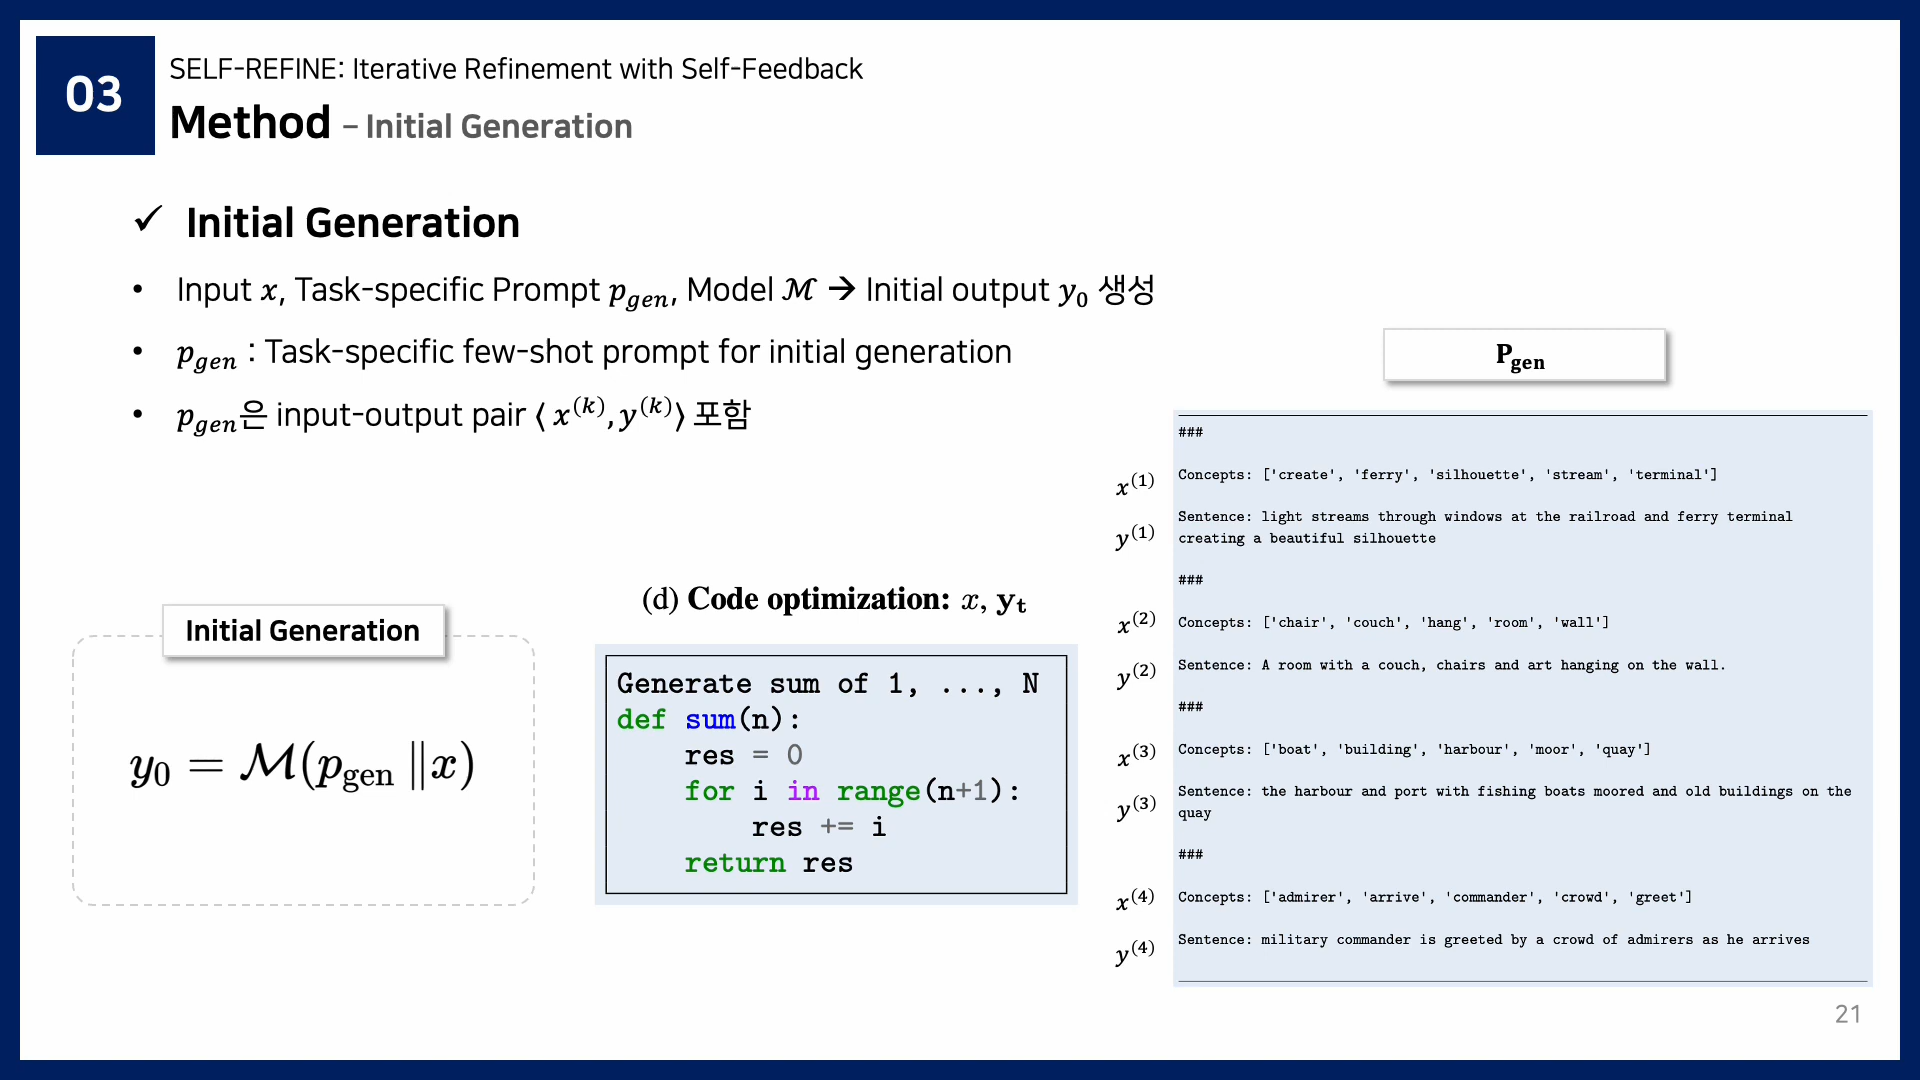 03
SELF-REFINE: Iterative Refinement with Self-Feedback
Method – Initial Generation
✓ Initial Generation
• Input x, Task-specific Prompt p_gen, Model ℳ → Initial output y_0 생성
• p_gen : Task-specific few-shot prompt for initial generation
• p_gen은 input-output pair ⟨ x^(k), y^(k)⟩ 포함
Initial Generation
y_0 = ℳ(p_gen ∥x)
(d) Code optimization: x, y_t
Generate sum of 1, ..., N
def sum(n):
    res = 0
    for i in range(n+1):
        res += i
    return res
P_gen
###
x^(1) Concepts: ['create', 'ferry', 'silhouette', 'stream', 'terminal']
y^(1) Sentence: light streams through windows at the railroad and ferry terminal
creating a beautiful silhouette
###
x^(2) Concepts: ['chair', 'couch', 'hang', 'room', 'wall']
y^(2) Sentence: A room with a couch, chairs and art hanging on the wall.
###
x^(3) Concepts: ['boat', 'building', 'harbour', 'moor', 'quay']
y^(3) Sentence: the harbour and port with fishing boats moored and old buildings on the
quay
###
x^(4) Concepts: ['admirer', 'arrive', 'commander', 'crowd', 'greet']
y^(4) Sentence: military commander is greeted by a crowd of admirers as he arrives
21